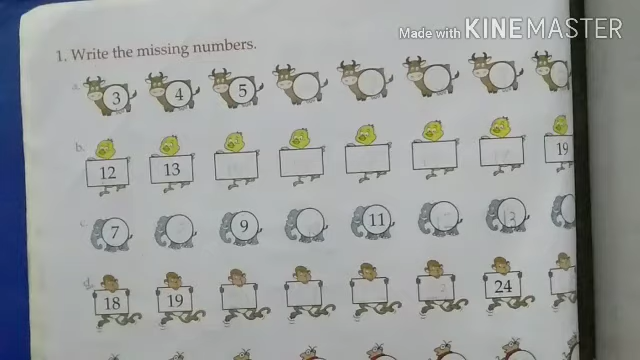 Made with KINEMASTER
1. Write the missing numbers.
a. 3 4 5
b. 12 13 19
c. 7 9 11 13
d. 18 19 24